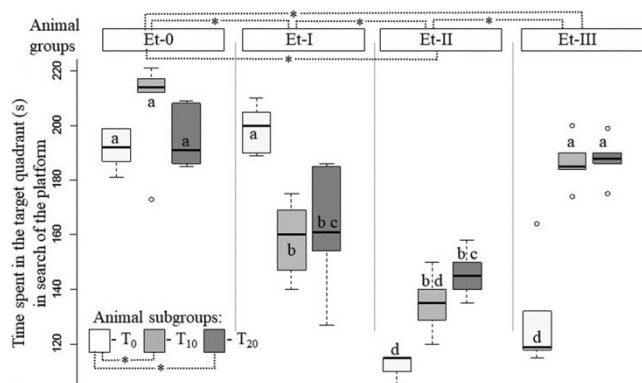 Animal
groups
Et-0 Et-I Et-II Et-III
* * * * *
Time spent in the target quadrant (s)
in search of the platform
220
200
180
160
140
120
a a a
a b b c
d b d b c
d a a
Animal subgroups:
- T0 - T10 - T20
*
*